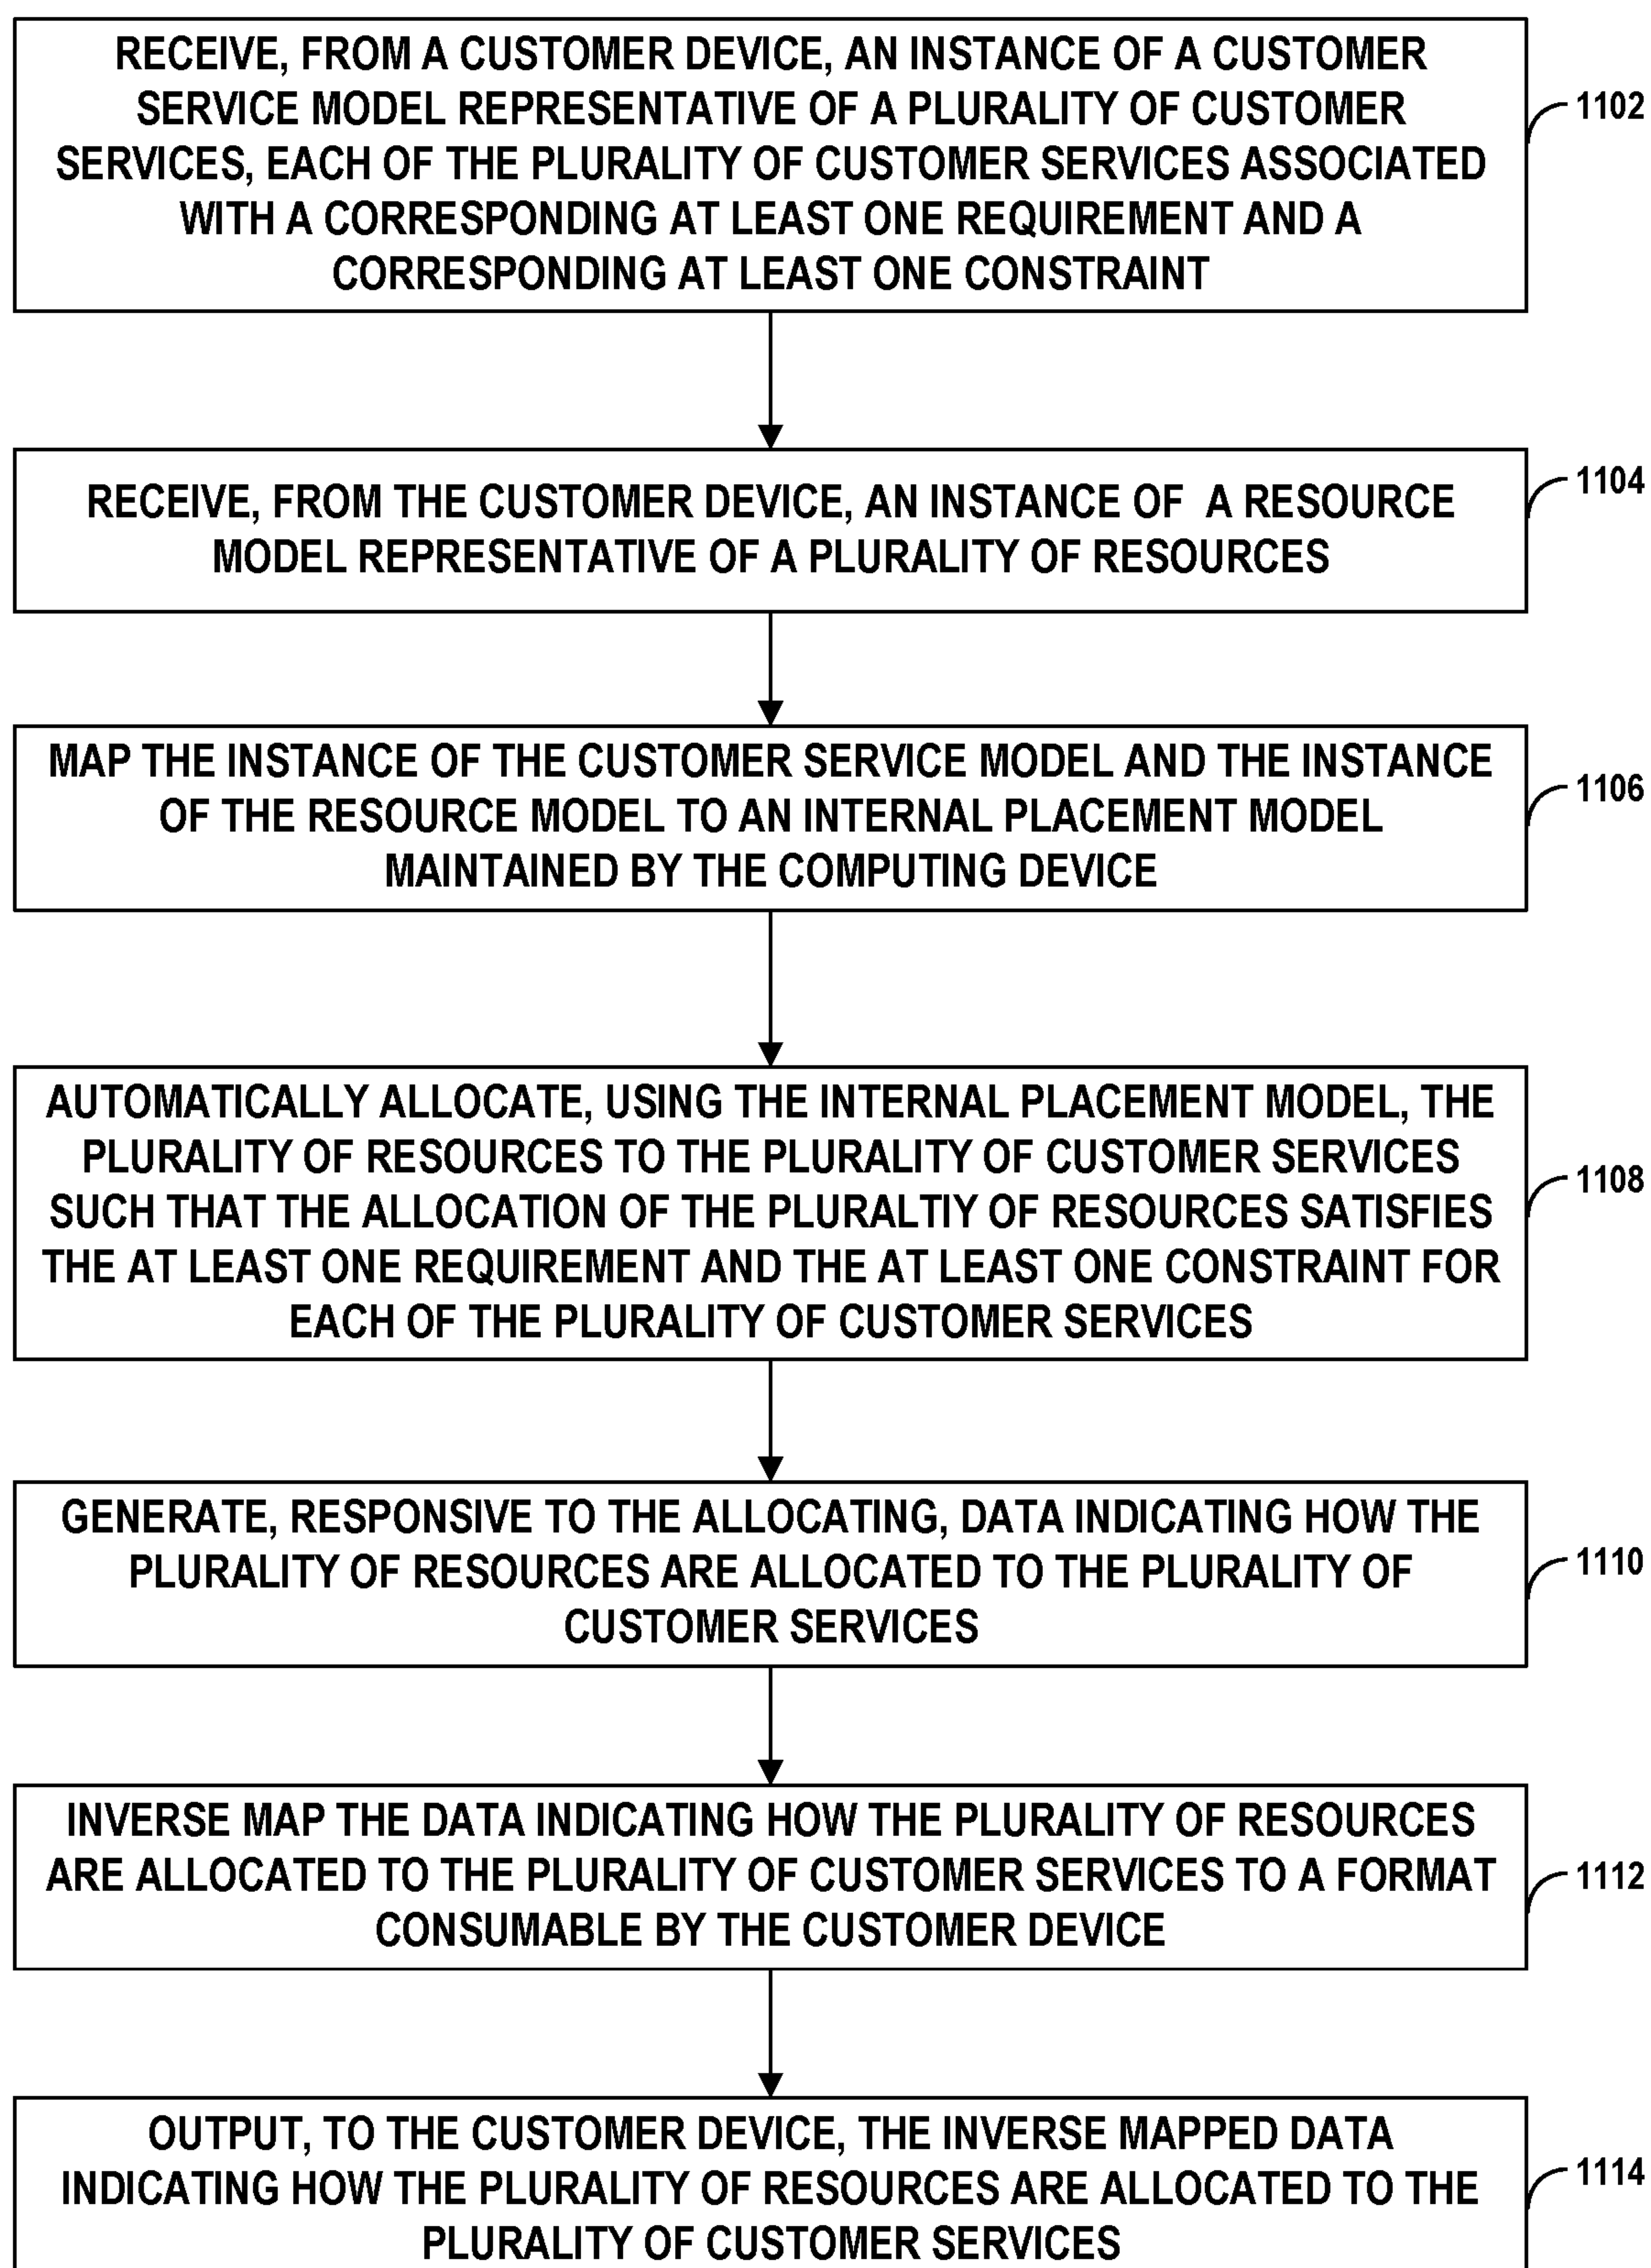 RECEIVE, FROM A CUSTOMER DEVICE, AN INSTANCE OF A CUSTOMER
SERVICE MODEL REPRESENTATIVE OF A PLURALITY OF CUSTOMER
SERVICES, EACH OF THE PLURALITY OF CUSTOMER SERVICES ASSOCIATED
WITH A CORRESPONDING AT LEAST ONE REQUIREMENT AND A
CORRESPONDING AT LEAST ONE CONSTRAINT
1102
RECEIVE, FROM THE CUSTOMER DEVICE, AN INSTANCE OF A RESOURCE
MODEL REPRESENTATIVE OF A PLURALITY OF RESOURCES
1104
MAP THE INSTANCE OF THE CUSTOMER SERVICE MODEL AND THE INSTANCE
OF THE RESOURCE MODEL TO AN INTERNAL PLACEMENT MODEL
MAINTAINED BY THE COMPUTING DEVICE
1106
AUTOMATICALLY ALLOCATE, USING THE INTERNAL PLACEMENT MODEL, THE
PLURALITY OF RESOURCES TO THE PLURALITY OF CUSTOMER SERVICES
SUCH THAT THE ALLOCATION OF THE PLURALTIY OF RESOURCES SATISFIES
THE AT LEAST ONE REQUIREMENT AND THE AT LEAST ONE CONSTRAINT FOR
EACH OF THE PLURALITY OF CUSTOMER SERVICES
1108
GENERATE, RESPONSIVE TO THE ALLOCATING, DATA INDICATING HOW THE
PLURALITY OF RESOURCES ARE ALLOCATED TO THE PLURALITY OF
CUSTOMER SERVICES
1110
INVERSE MAP THE DATA INDICATING HOW THE PLURALITY OF RESOURCES
ARE ALLOCATED TO THE PLURALITY OF CUSTOMER SERVICES TO A FORMAT
CONSUMABLE BY THE CUSTOMER DEVICE
1112
OUTPUT, TO THE CUSTOMER DEVICE, THE INVERSE MAPPED DATA
INDICATING HOW THE PLURALITY OF RESOURCES ARE ALLOCATED TO THE
PLURALITY OF CUSTOMER SERVICES
1114